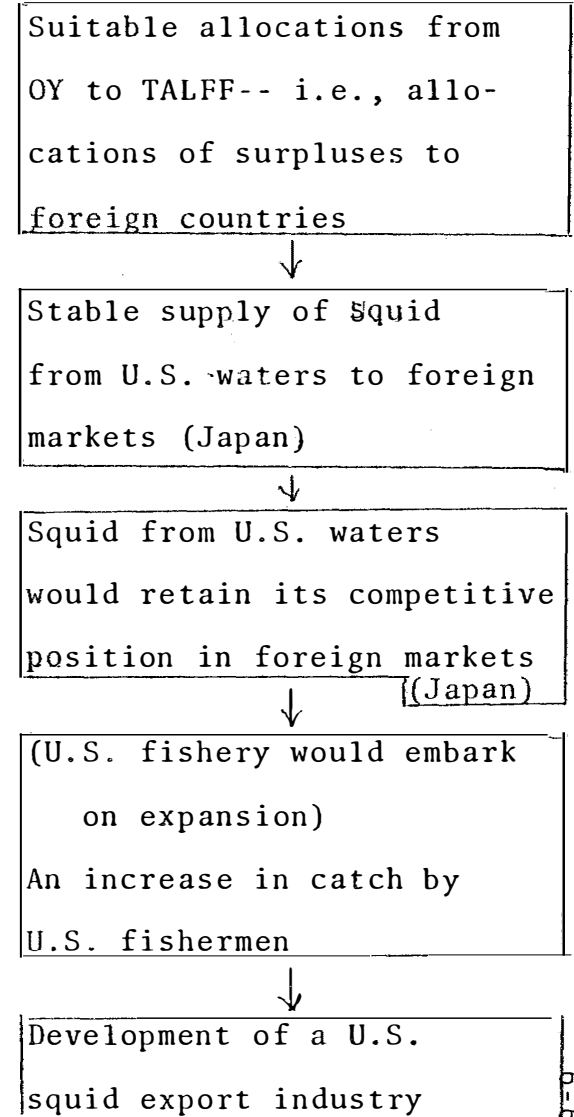 Suitable allocations from
OY to TALFF-- i.e., allo-
cations of surpluses to
foreign countries
Stable supply of squid
from U.S. waters to foreign
markets (Japan)
Squid from U.S. waters
would retain its competitive
position in foreign markets
(Japan)
(U.S. fishery would embark
on expansion)
An increase in catch by
U.S. fishermen
Development of a U.S.
squid export industry